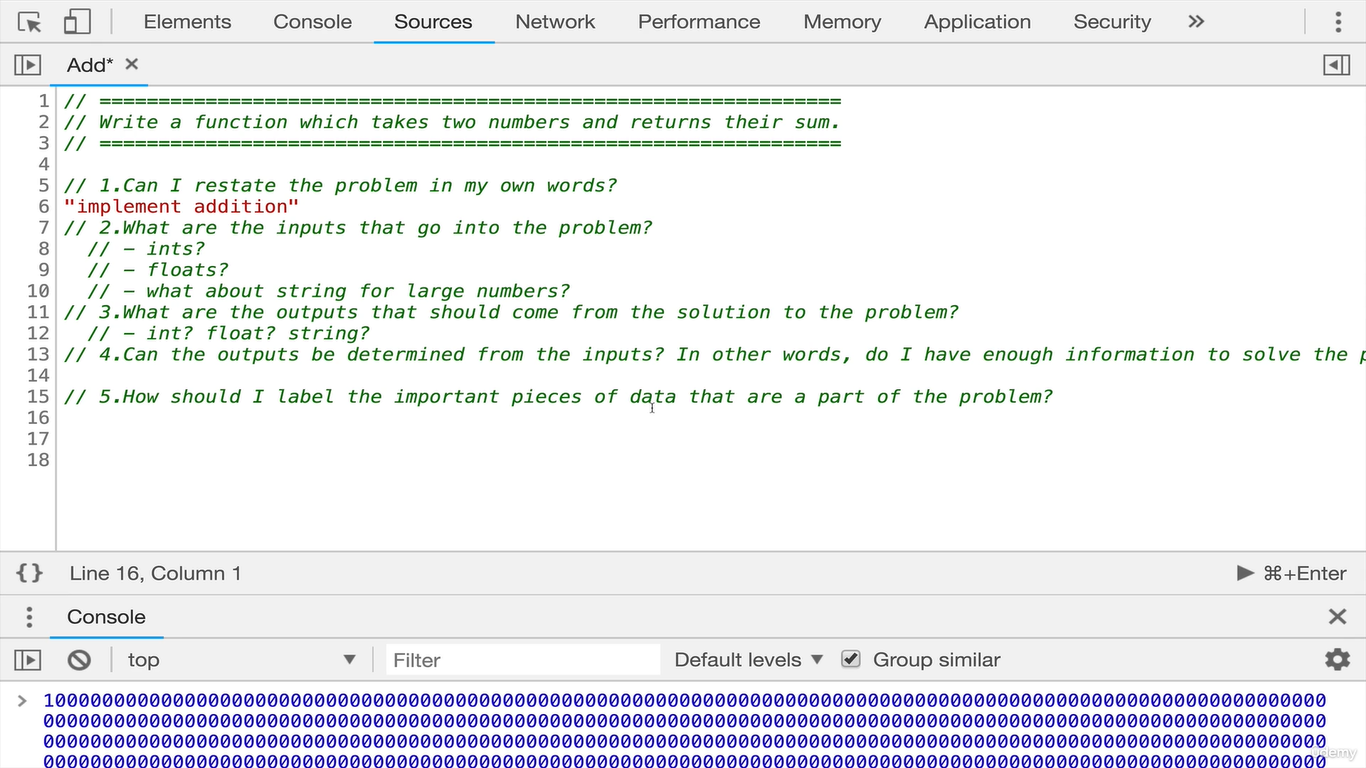 Elements Console Sources Network Performance Memory Application Security »
Add* ×
1 // ===============================================================
2 // Write a function which takes two numbers and returns their sum.
3 // ===============================================================
4
5 // 1.Can I restate the problem in my own words?
6 "implement addition"
7 // 2.What are the inputs that go into the problem?
8 // - ints?
9 // - floats?
10 // - what about string for large numbers?
11 // 3.What are the outputs that should come from the solution to the problem?
12 // - int? float? string?
13 // 4.Can the outputs be determined from the inputs? In other words, do I have enough information to solve the p
14
15 // 5.How should I label the important pieces of data that are a part of the problem?
16
17
18
{} Line 16, Column 1 ⌘+Enter
Console
top Filter Default levels Group similar
> 1000000000000000000000000000000000000000000000000000000000000000000000000000000000000000000000000000000000000
0000000000000000000000000000000000000000000000000000000000000000000000000000000000000000000000000000000000000
0000000000000000000000000000000000000000000000000000000000000000000000000000000000000000000000000000000000000
0000000000000000000000000000000000000000000000000000000000000000000000000000000000000000000000000000000000000
udemy